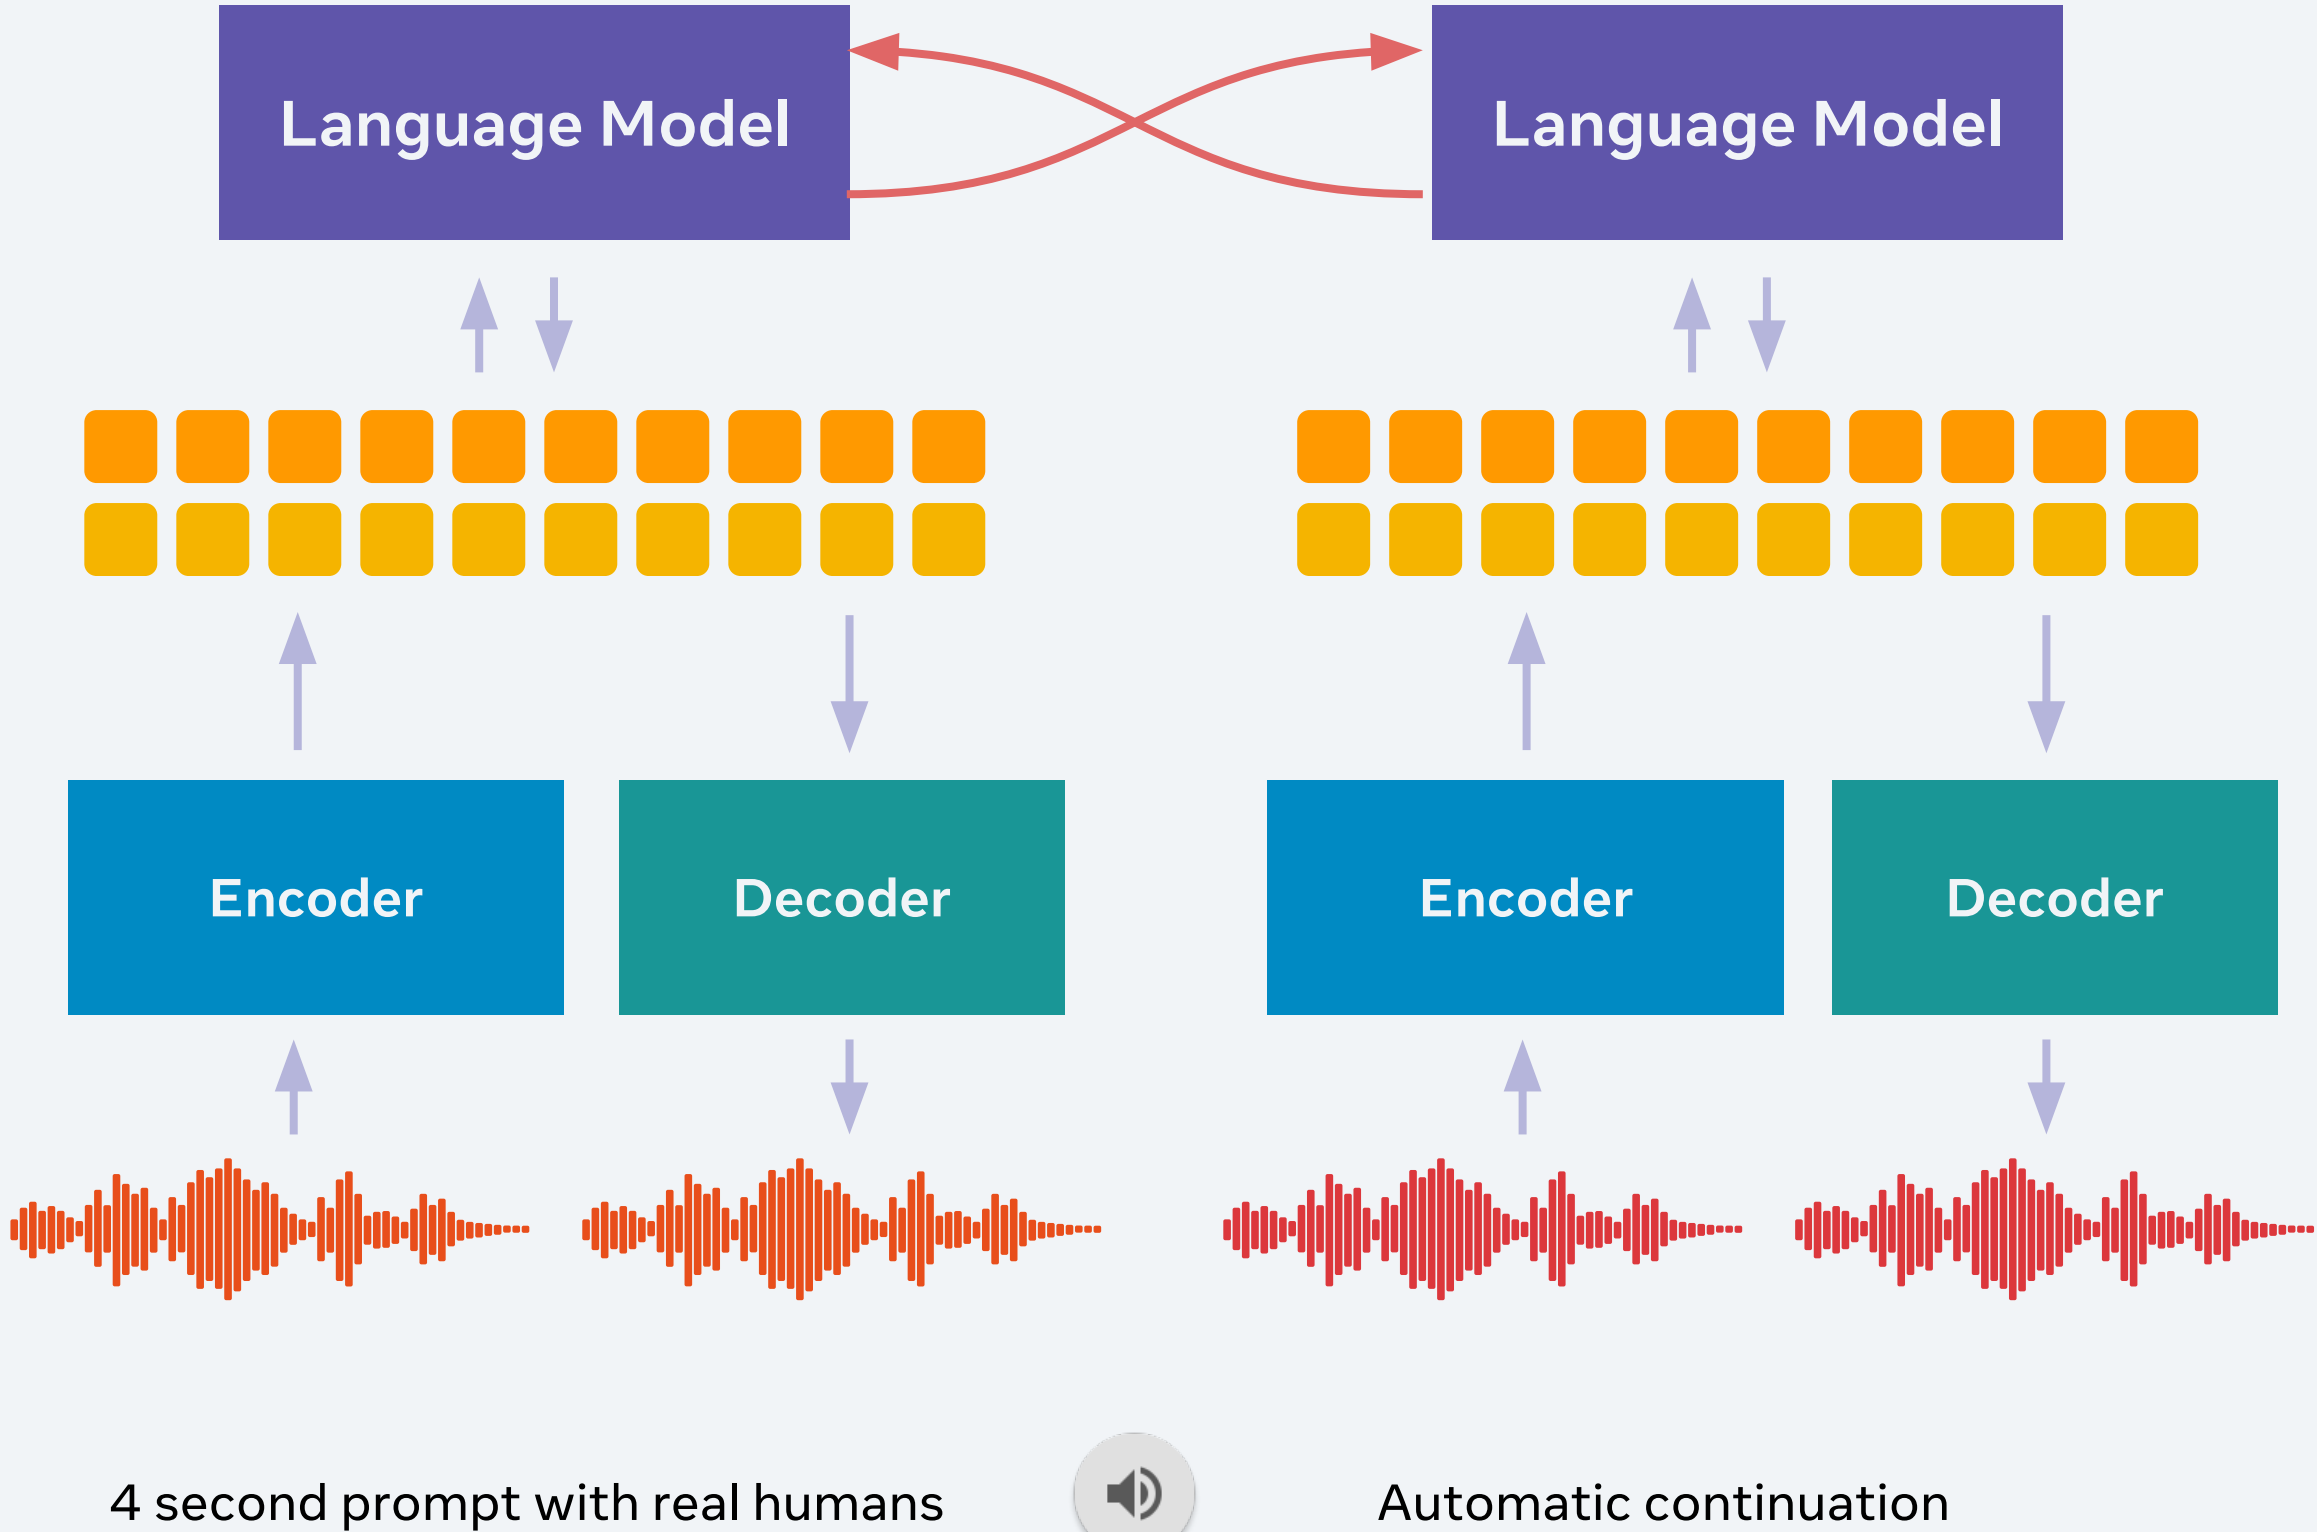 Language Model
Language Model
Encoder
Decoder
Encoder
Decoder
4 second prompt with real humans
Automatic continuation